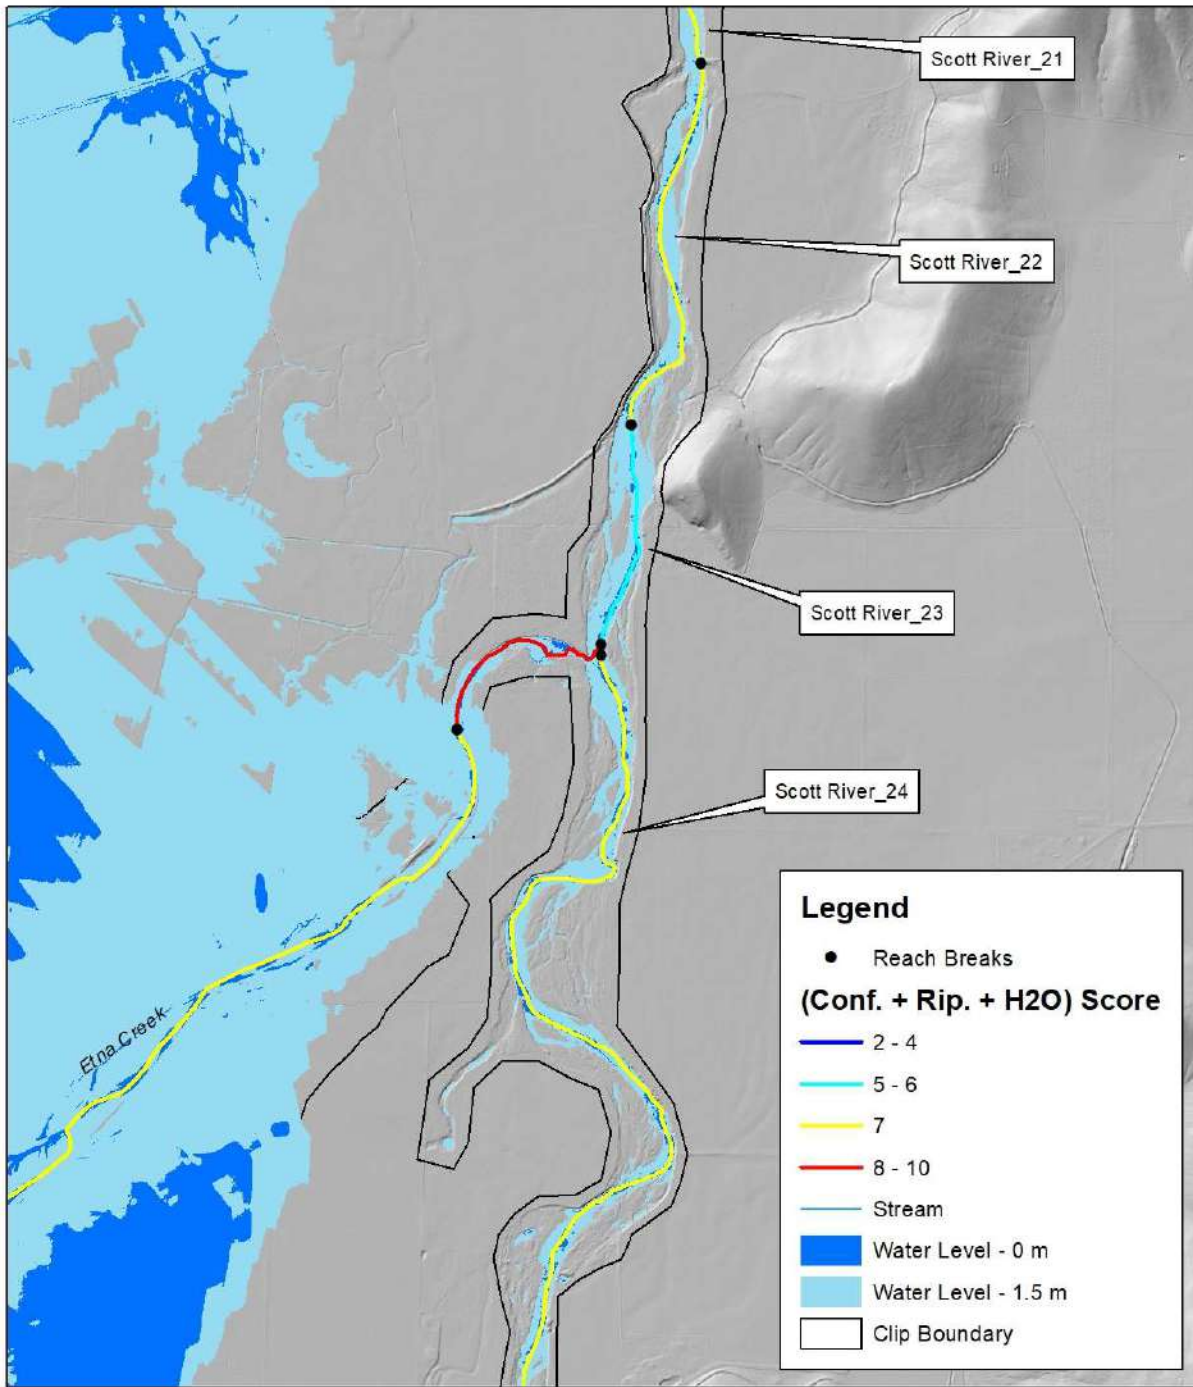 Scott River_21
Scott River_22
Scott River_23
Scott River_24
Etna Creek
Legend
Reach Breaks
(Conf. + Rip. + H2O) Score
2 - 4
5 - 6
7
8 - 10
Stream
Water Level - 0 m
Water Level - 1.5 m
Clip Boundary